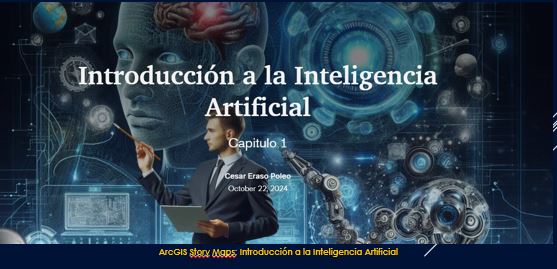 Introducción a la Inteligencia
Artificial
Capitulo 1
Cesar Eraso Poleo
October 22, 2024
ArcGIS Story Maps: Introducción a la Inteligencia Artificial